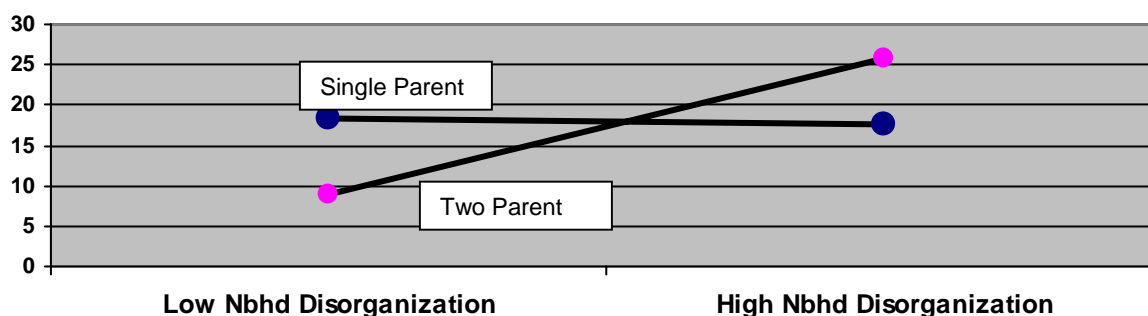 30
25
Single Parent
20
15
10
Two Parent
5
0
Low Nbhd Disorganization High Nbhd Disorganization